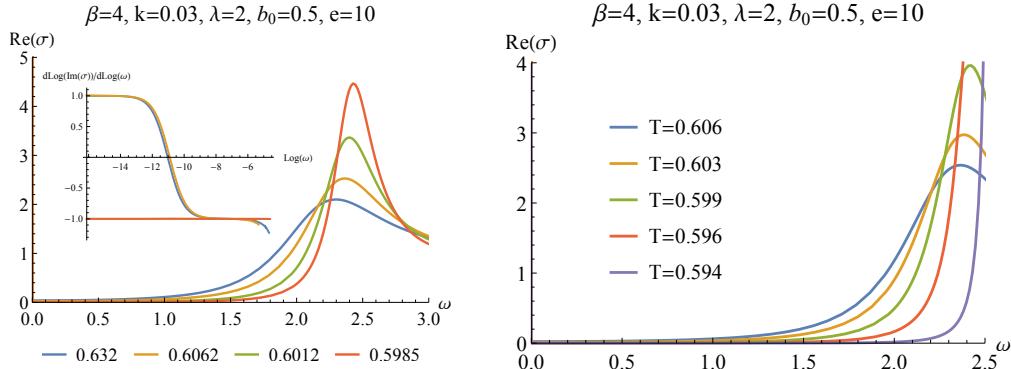 β=4, k=0.03, λ=2, b₀=0.5, e=10
Re(σ)
5
4
3
2
1
0
0.0 0.5 1.0 1.5 2.0 2.5 3.0
ω
dLog(Im(σ))/dLog(ω)
1.0
0.5
-0.5
-1.0
-14 -12 -10 -8 -6
Log(ω)
0.632 0.6062 0.6012 0.5985
β=4, k=0.03, λ=2, b₀=0.5, e=10
Re(σ)
4
3
2
1
0
0.0 0.5 1.0 1.5 2.0 2.5
ω
T=0.606
T=0.603
T=0.599
T=0.596
T=0.594